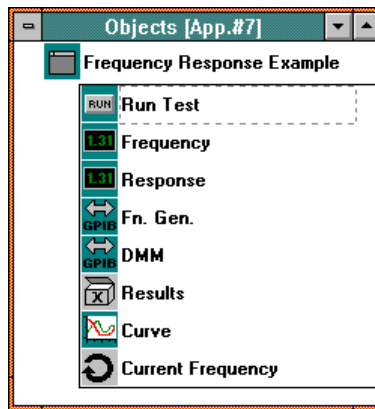 Objects [App.#7]
Frequency Response Example
RUN Run Test
1.31 Frequency
1.31 Response
GPIB Fn. Gen.
GPIB DMM
x Results
Curve
Current Frequency